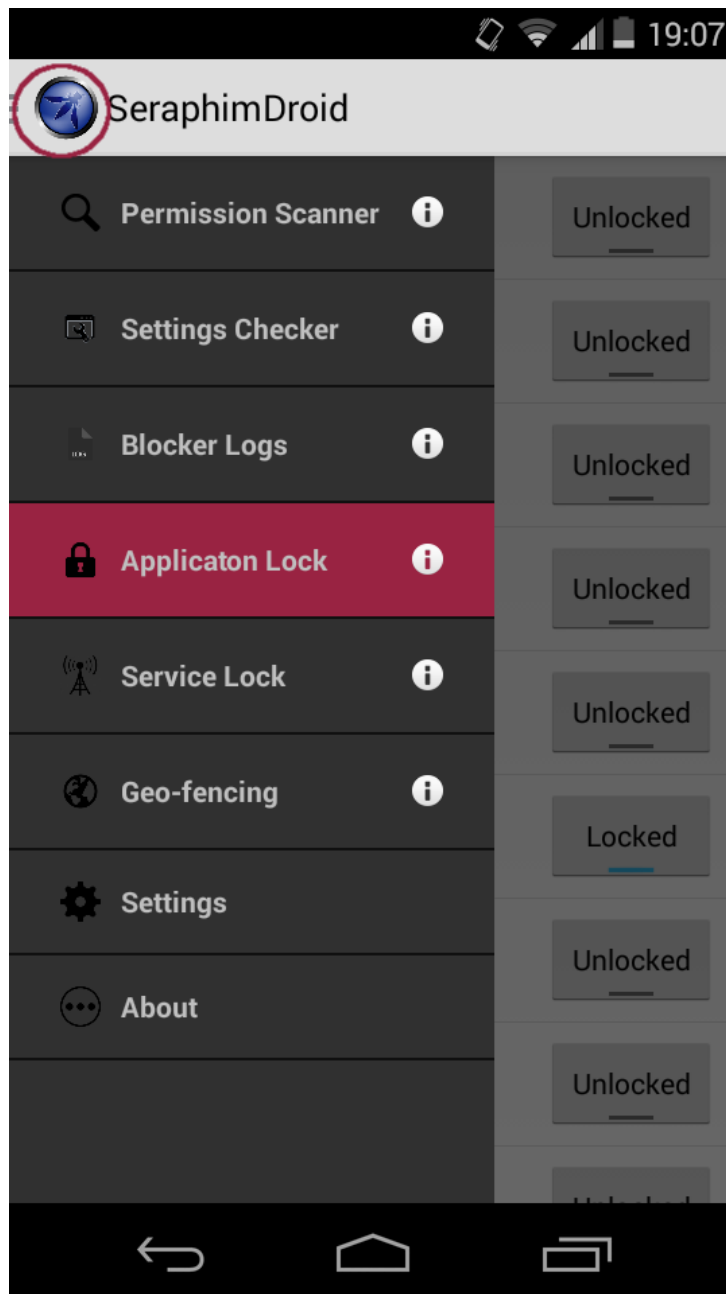 19:07
SeraphimDroid
Permission Scanner
Unlocked
Settings Checker
Unlocked
Blocker Logs
Unlocked
Applicaton Lock
Unlocked
Service Lock
Unlocked
Geo-fencing
Locked
Settings
Unlocked
About
Unlocked
Unlocked